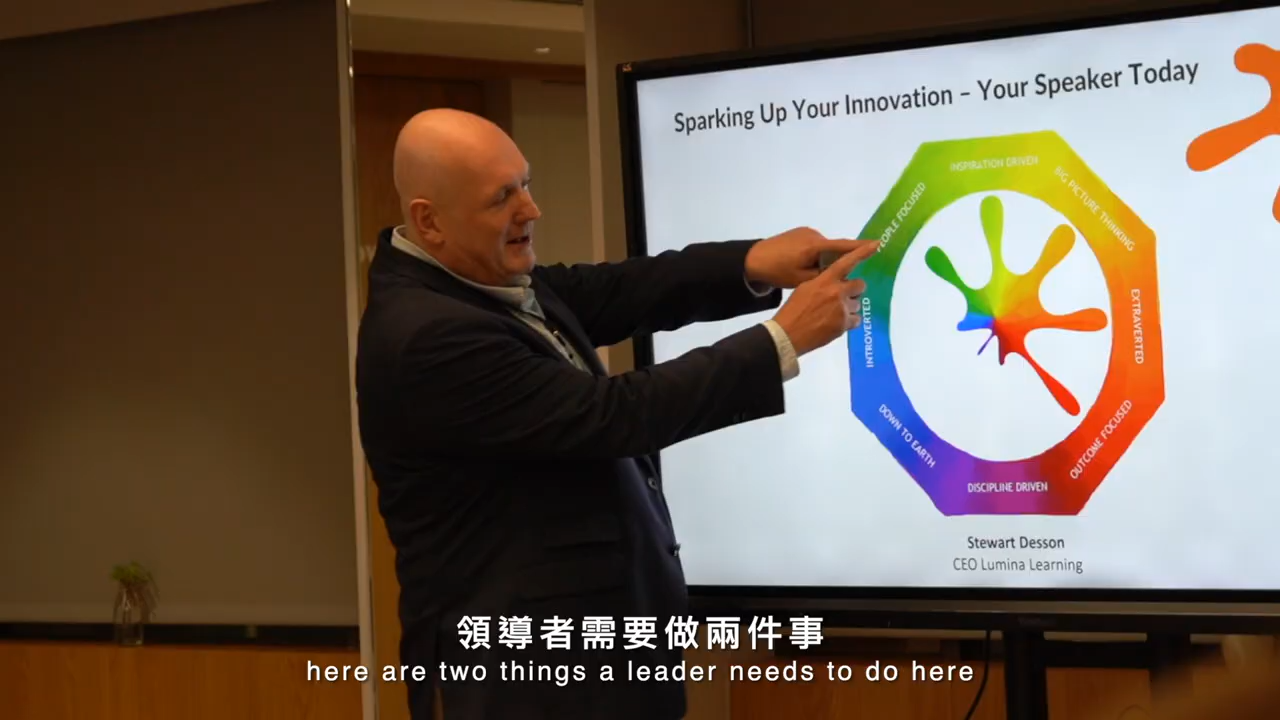 Sparking Up Your Innovation – Your Speaker Today
INSPIRATION DRIVEN
BIG PICTURE THINKING
EXTRAVERTED
OUTCOME FOCUSED
DISCIPLINE DRIVEN
DOWN TO EARTH
INTROVERTED
PEOPLE FOCUSED
Stewart Desson
CEO Lumina Learning
領導者需要做兩件事
here are two things a leader needs to do here